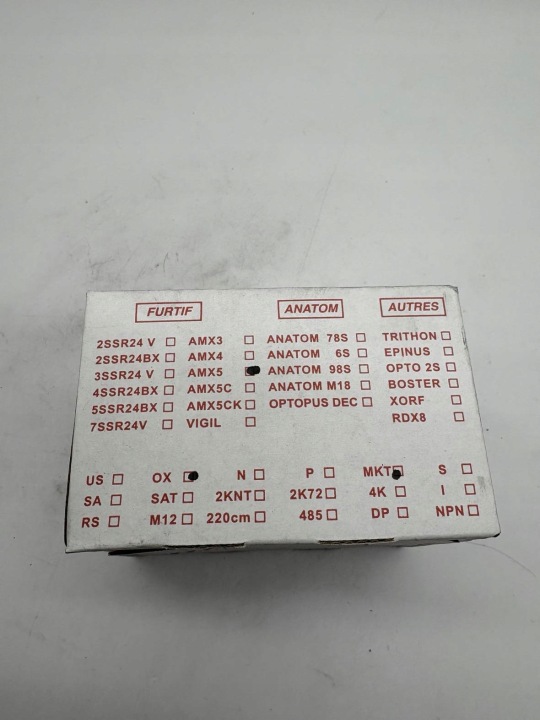 FURTIF ANATOM AUTRES
2SSR24 V AMX3 ANATOM 78S TRITHON
2SSR24BX AMX4 ANATOM 6S EPINUS
3SSR24 V AMX5 ANATOM 98S OPTO 2S
4SSR24BX AMX5C ANATOM M18 BOSTER
5SSR24BX AMX5CK OPTOPUS DEC XORF
7SSR24V VIGIL RDX8
US OX N P MKT S
SA SAT 2KNT 2K72 4K I
RS M12 220cm 485 DP NPN